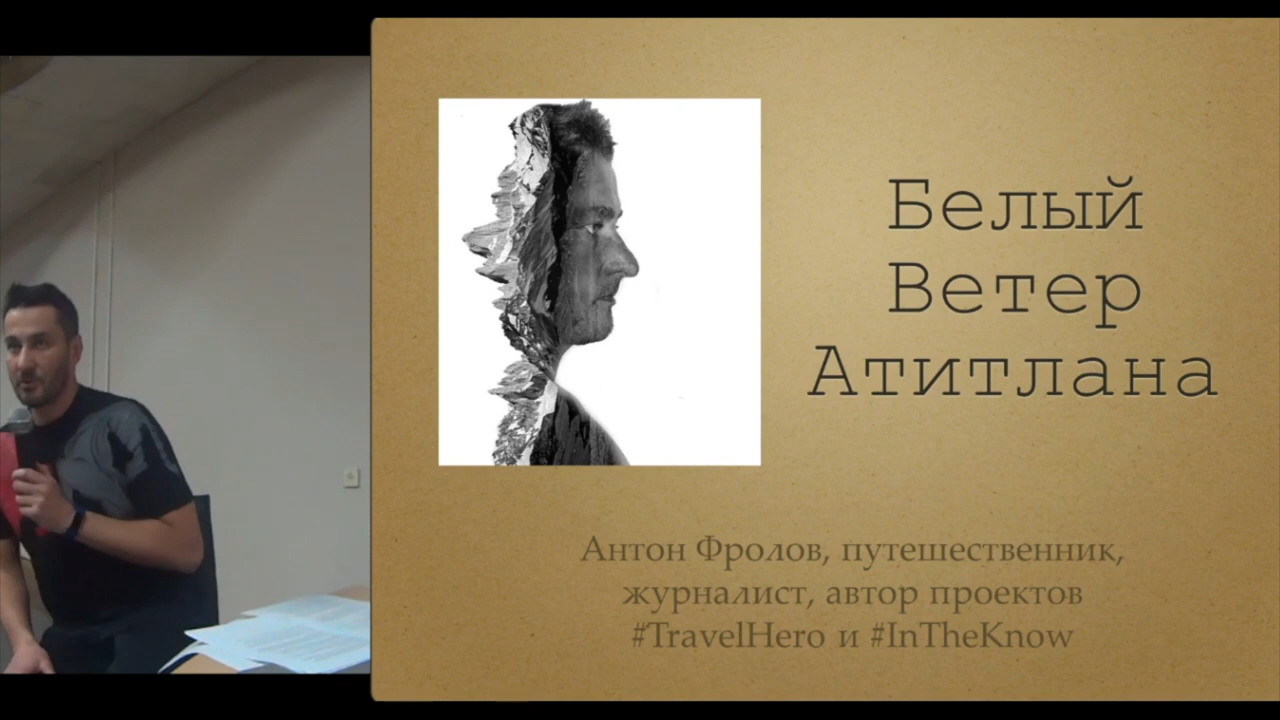 Белый
Ветер
Атитлана
Антон Фролов, путешественник,
журналист, автор проектов
#TravelHero и #InTheKnow